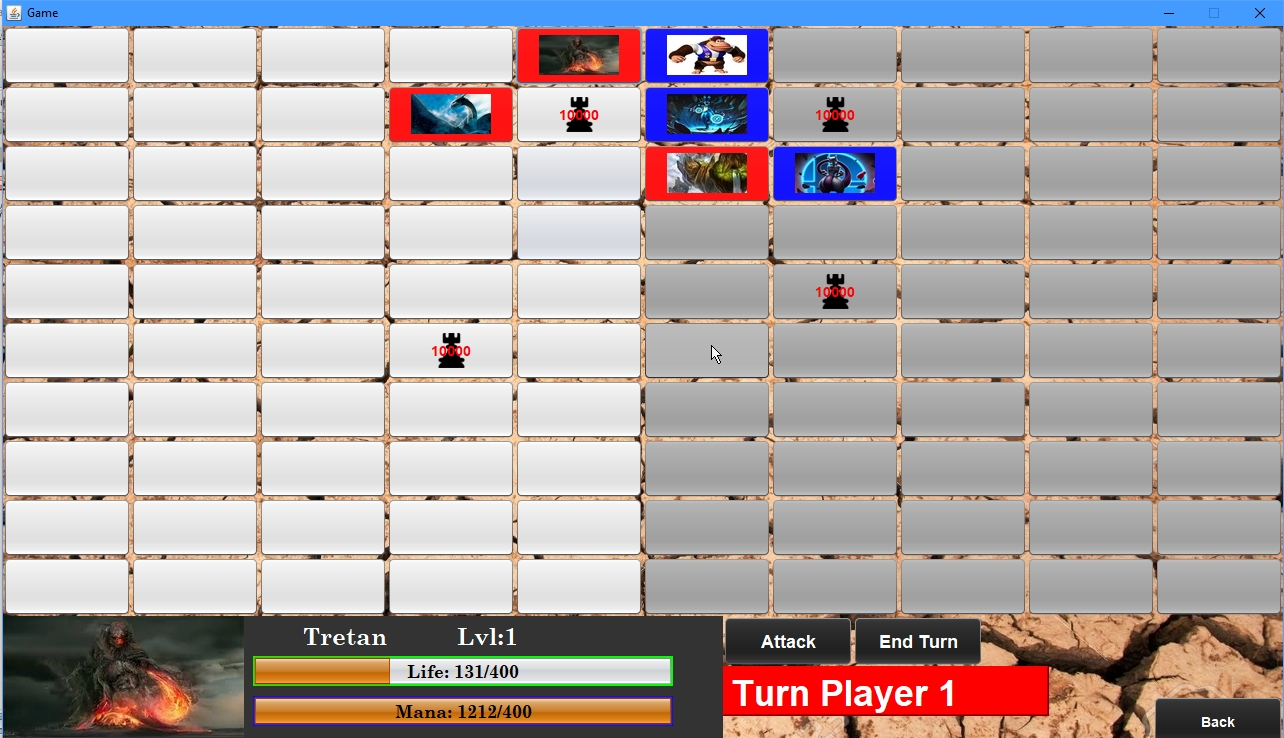 Game
10000
10000
10000
10000
Tretan Lvl:1
Life: 131/400
Mana: 1212/400
Attack
End Turn
Turn Player 1
Back